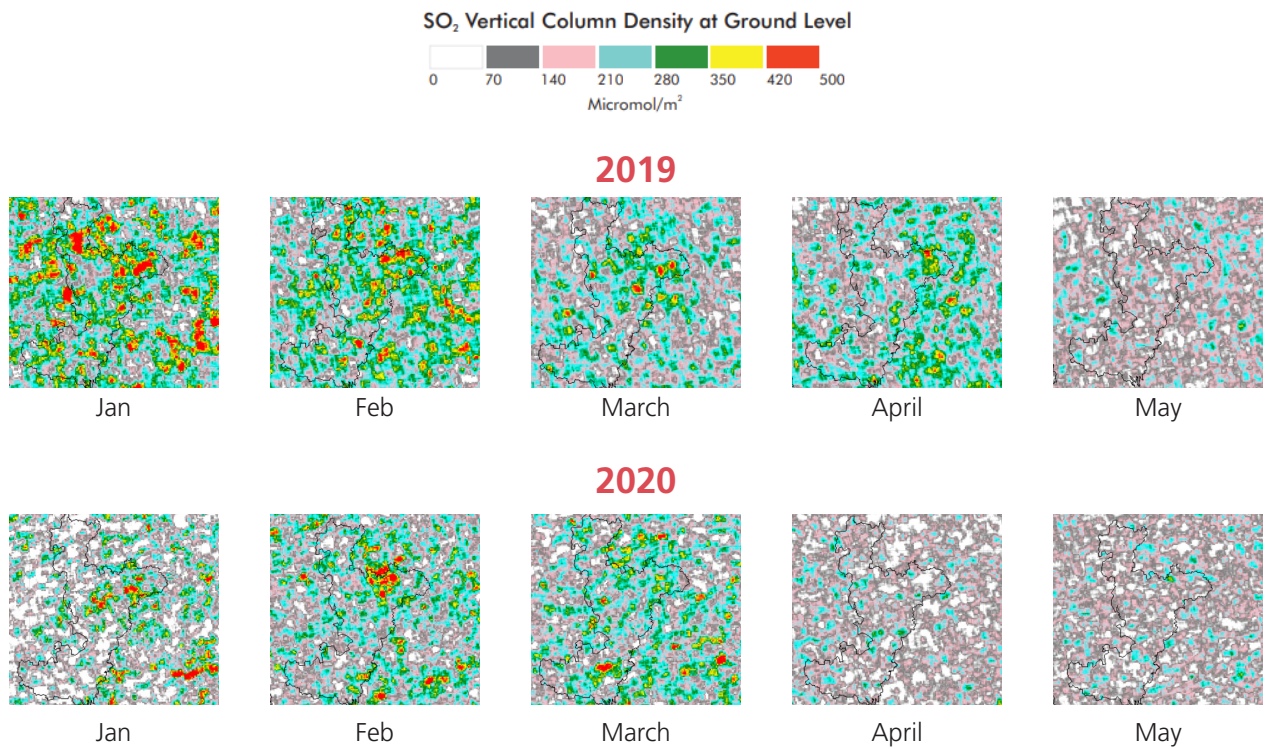 SO₂ Vertical Column Density at Ground Level
0 70 140 210 280 350 420 500
Micromol/m²
2019
Jan Feb March April May
2020
Jan Feb March April May